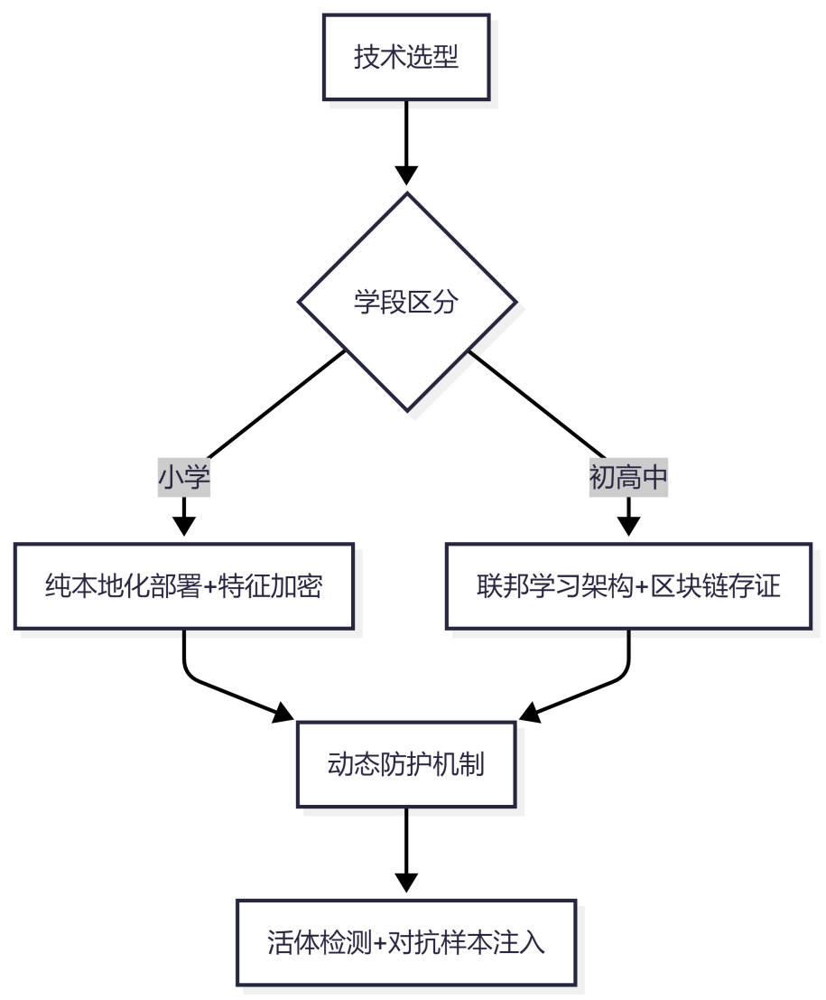 技术选型
学段区分
小学
初高中
纯本地化部署+特征加密
联邦学习架构+区块链存证
动态防护机制
活体检测+对抗样本注入